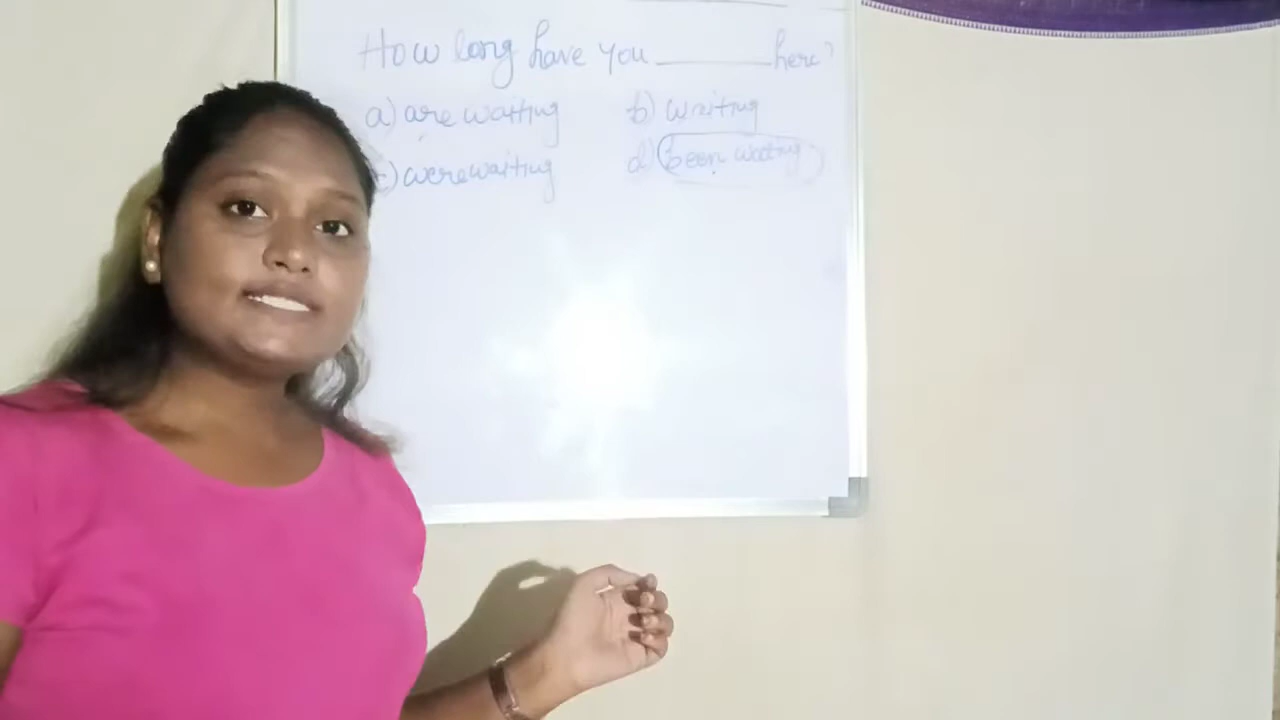 How long have you ________ here?
a) are waiting b) waiting
c) were waiting d) been waiting